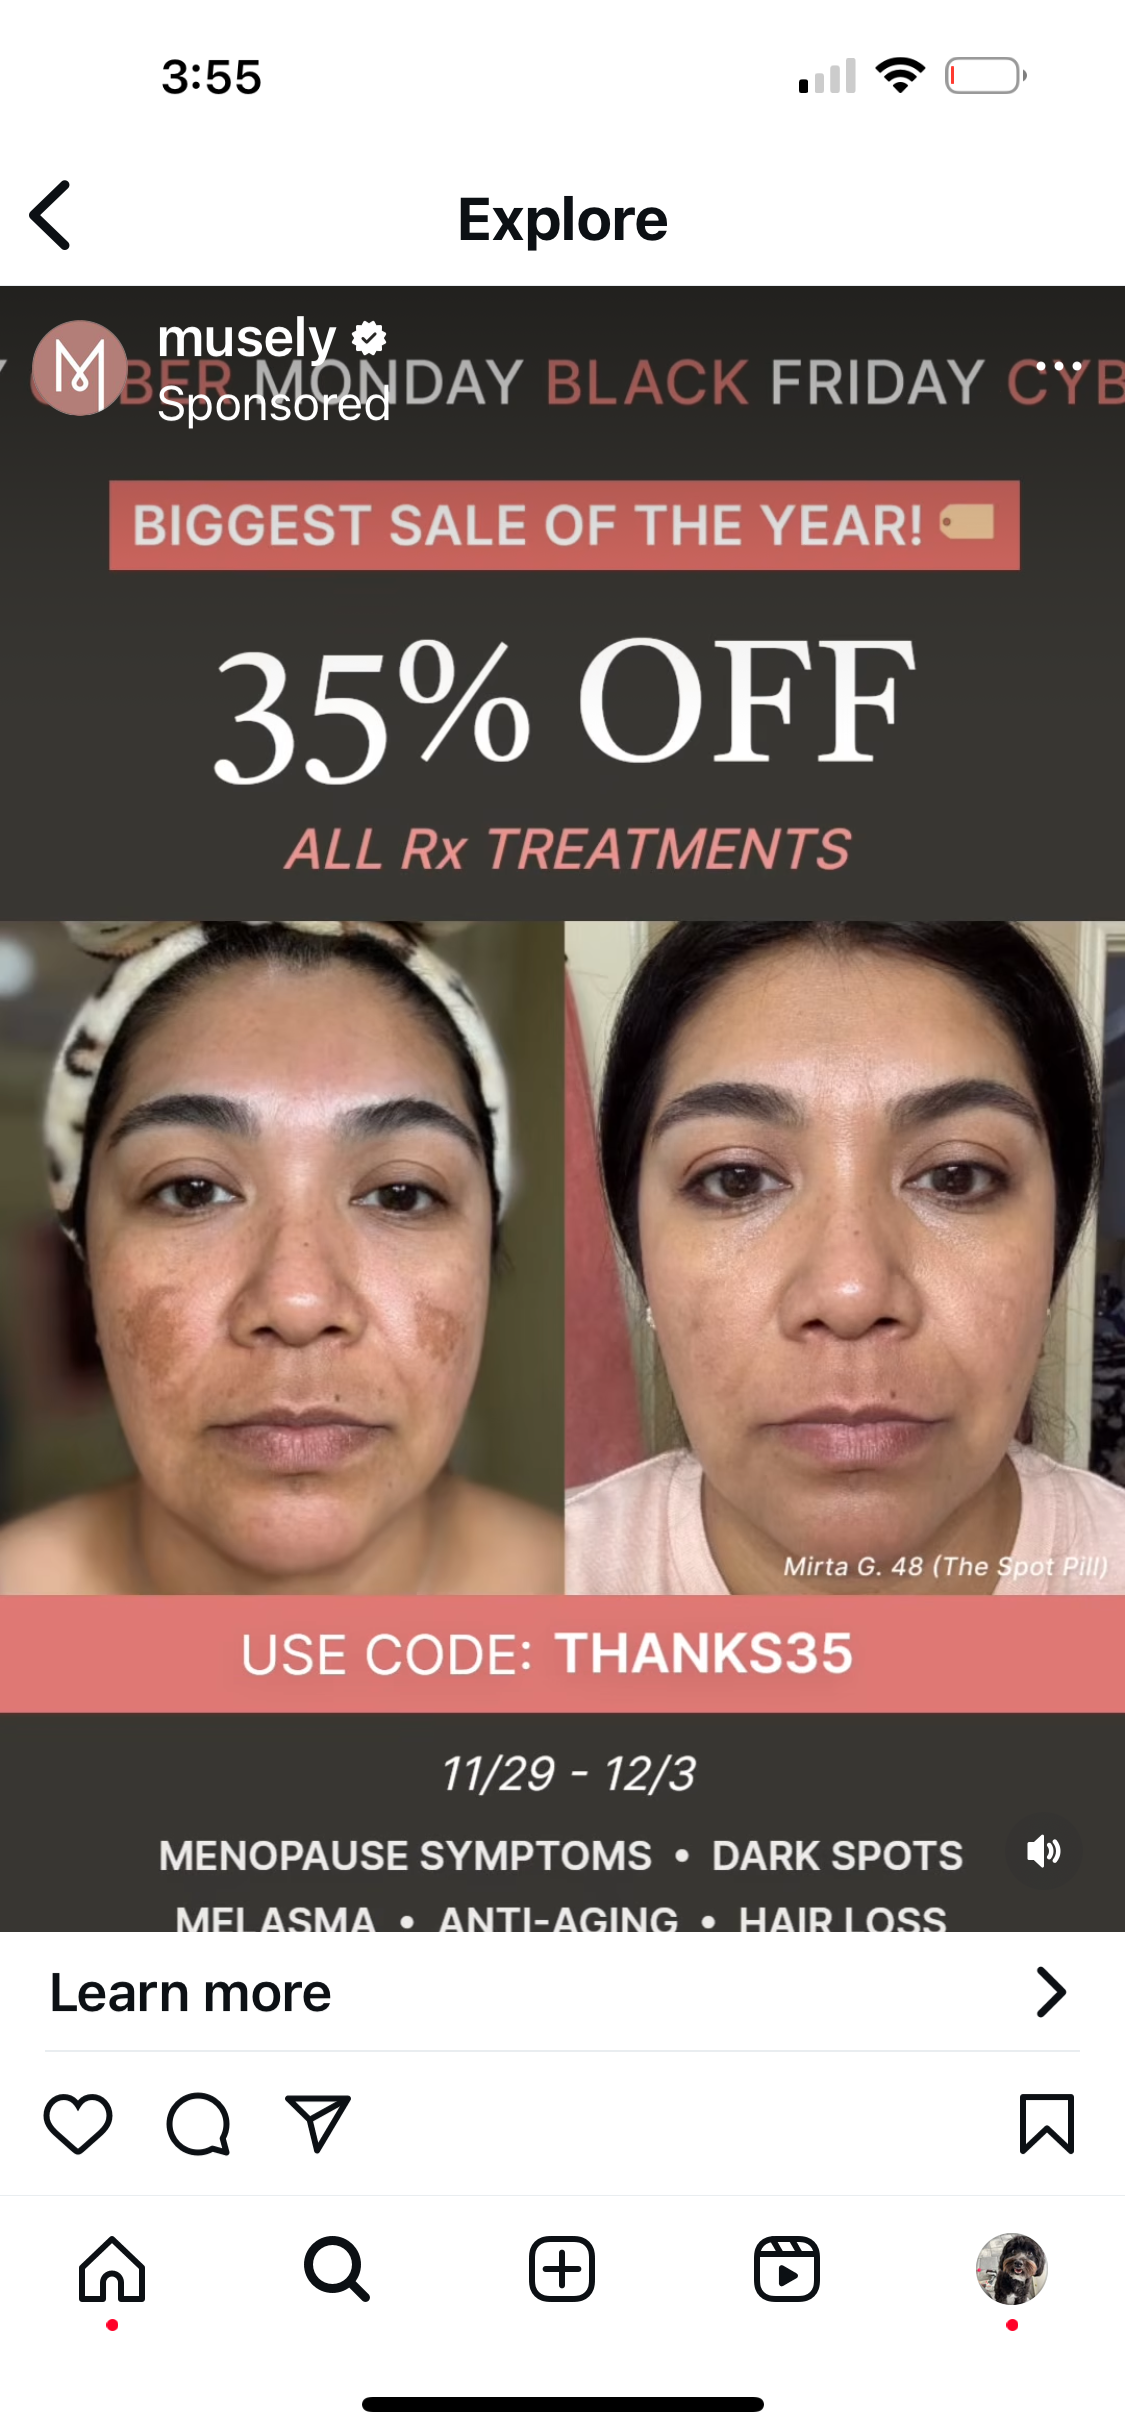 3:55
Explore
musely
Sponsored
Y CYBER MONDAY BLACK FRIDAY CYB
BIGGEST SALE OF THE YEAR!
35% OFF
ALL Rx TREATMENTS
Mirta G. 48 (The Spot Pill)
USE CODE: THANKS35
11/29 - 12/3
MENOPAUSE SYMPTOMS • DARK SPOTS
MELASMA • ANTI-AGING • HAIR LOSS
Learn more